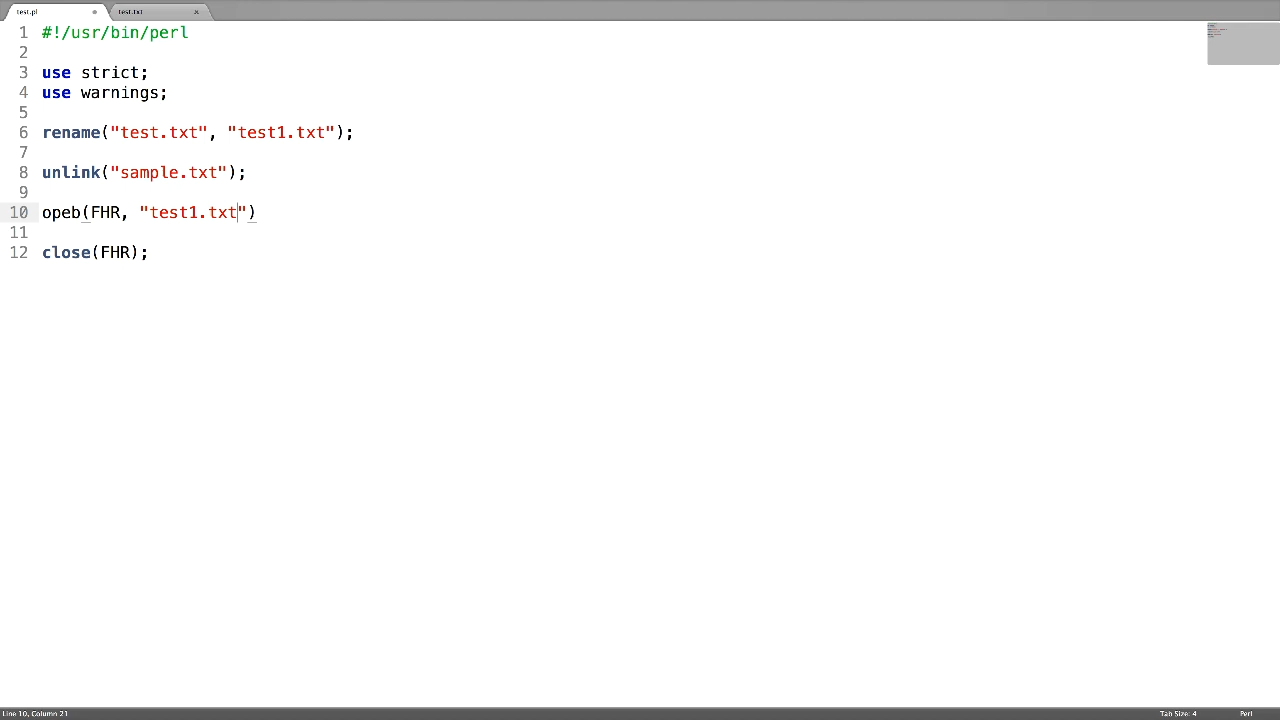 test.pl
test.txt
1 #!/usr/bin/perl
2
3 use strict;
4 use warnings;
5
6 rename("test.txt", "test1.txt");
7
8 unlink("sample.txt");
9
10 opeb(FHR, "test1.txt")
11
12 close(FHR);
Line 10, Column 21
Tab Size: 4
Perl